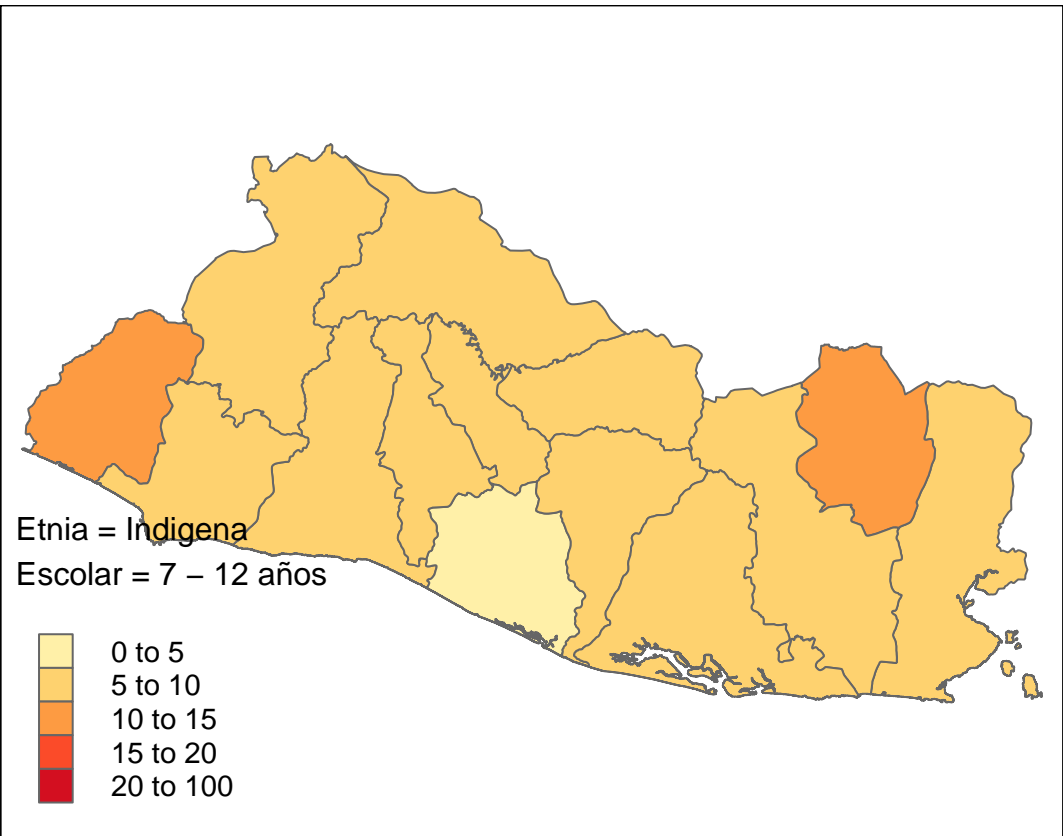 Etnia = Indigena
Escolar = 7 – 12 años
0 to 5
5 to 10
10 to 15
15 to 20
20 to 100